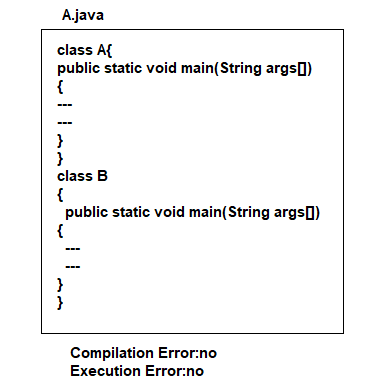 A.java
class A{
public static void main(String args[])
{
---
---
}
}
class B
{
public static void main(String args[])
{
---
---
}
}
Compilation Error:no
Execution Error:no